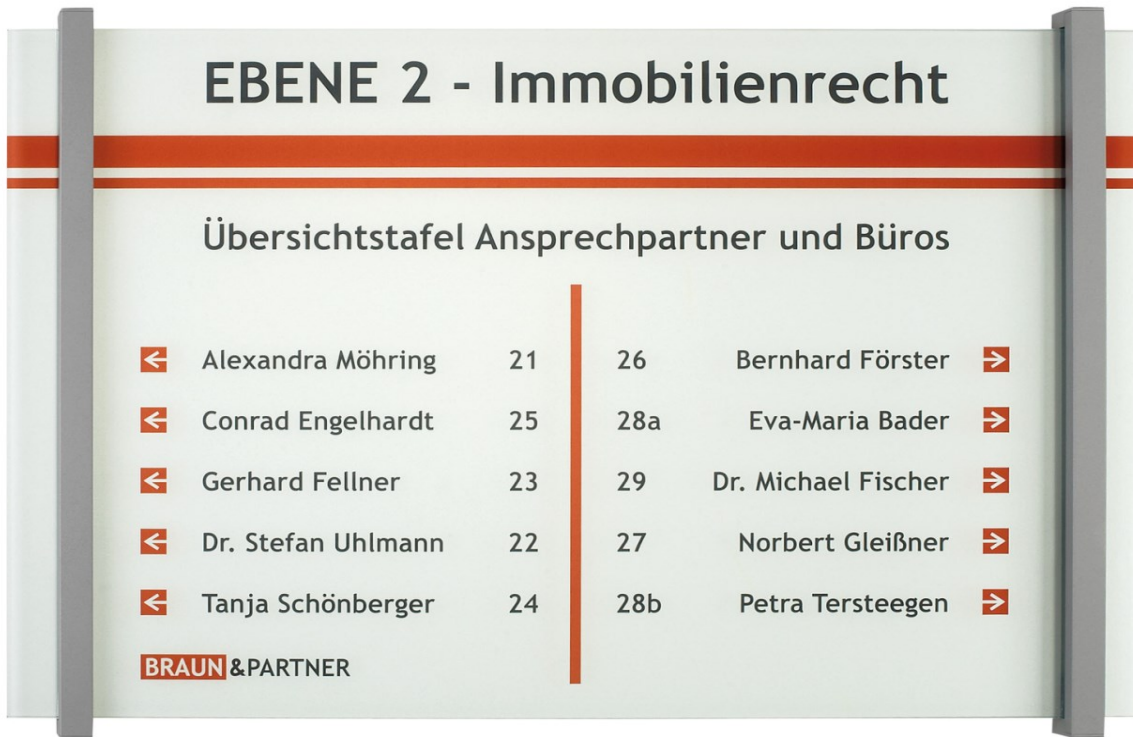 EBENE 2 - Immobilienrecht
Übersichtstafel Ansprechpartner und Büros
Alexandra Möhring 21
Conrad Engelhardt 25
Gerhard Fellner 23
Dr. Stefan Uhlmann 22
Tanja Schönberger 24
26 Bernhard Förster
28a Eva-Maria Bader
29 Dr. Michael Fischer
27 Norbert Gleißner
28b Petra Tersteegen
BRAUN&PARTNER